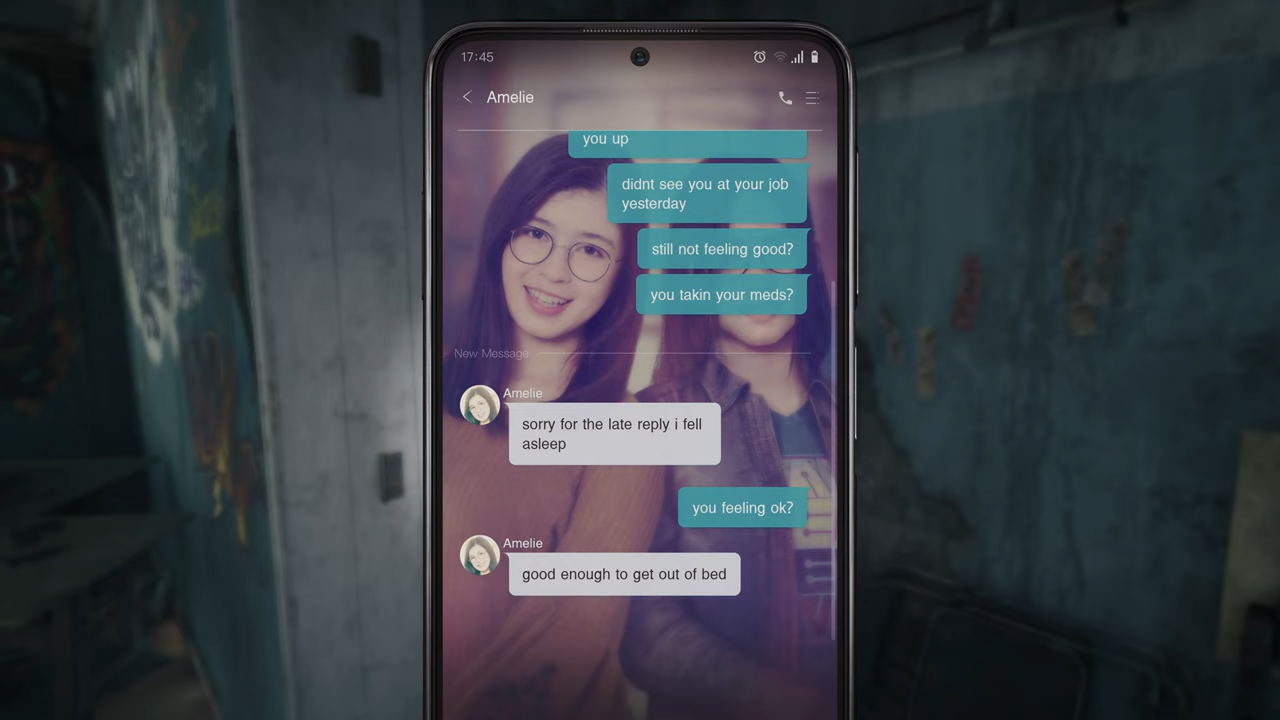 17:45
Amelie
you up
didnt see you at your job
yesterday
still not feeling good?
you takin your meds?
New Message
Amelie
sorry for the late reply i fell
asleep
you feeling ok?
Amelie
good enough to get out of bed